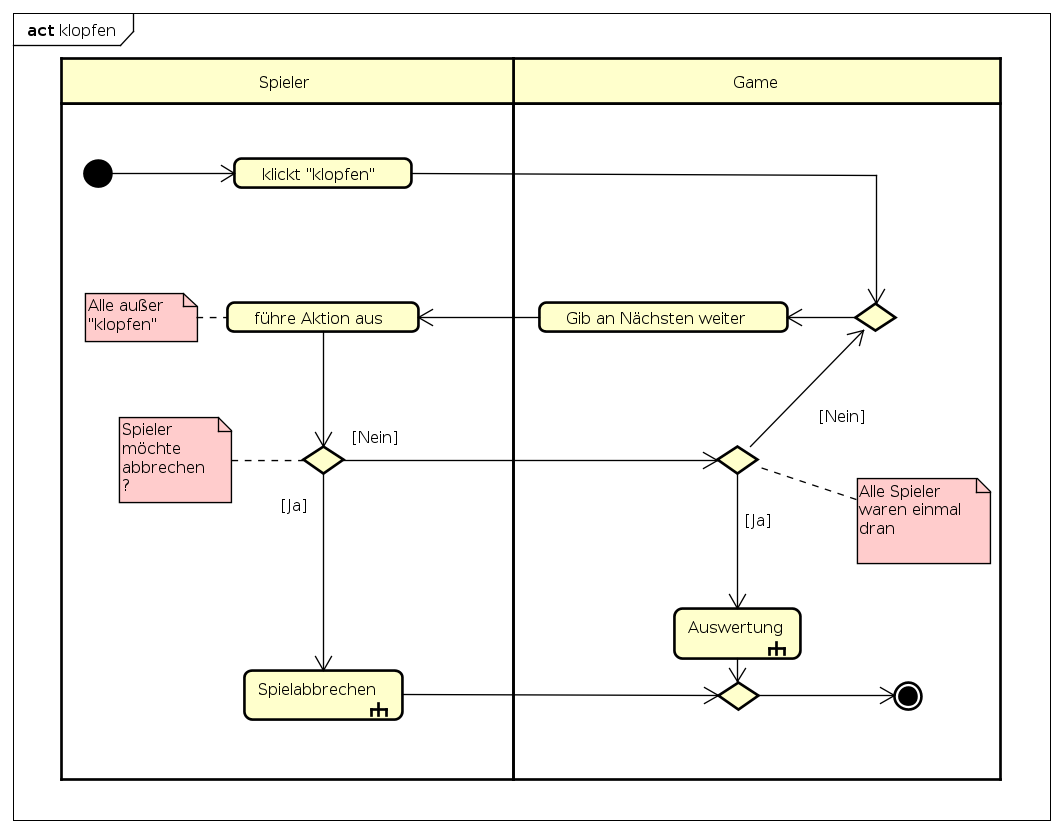 act klopfen
Spieler
Game
klickt "klopfen"
Alle außer
"klopfen"
führe Aktion aus
Gib an Nächsten weiter
[Nein]
Spieler
möchte
abbrechen
?
[Nein]
[Ja]
Alle Spieler
waren einmal
dran
[Ja]
Auswertung
Spielabbrechen